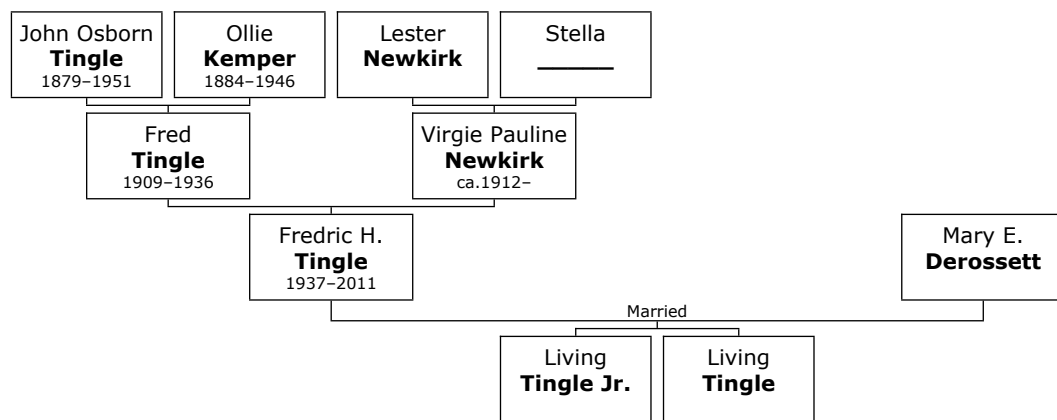 John Osborn
Tingle
1879–1951
Ollie
Kemper
1884–1946
Lester
Newkirk
Stella
______
Fred
Tingle
1909–1936
Virgie Pauline
Newkirk
ca.1912–
Fredric H.
Tingle
1937–2011
Mary E.
Derossett
Married
Living
Tingle Jr.
Living
Tingle